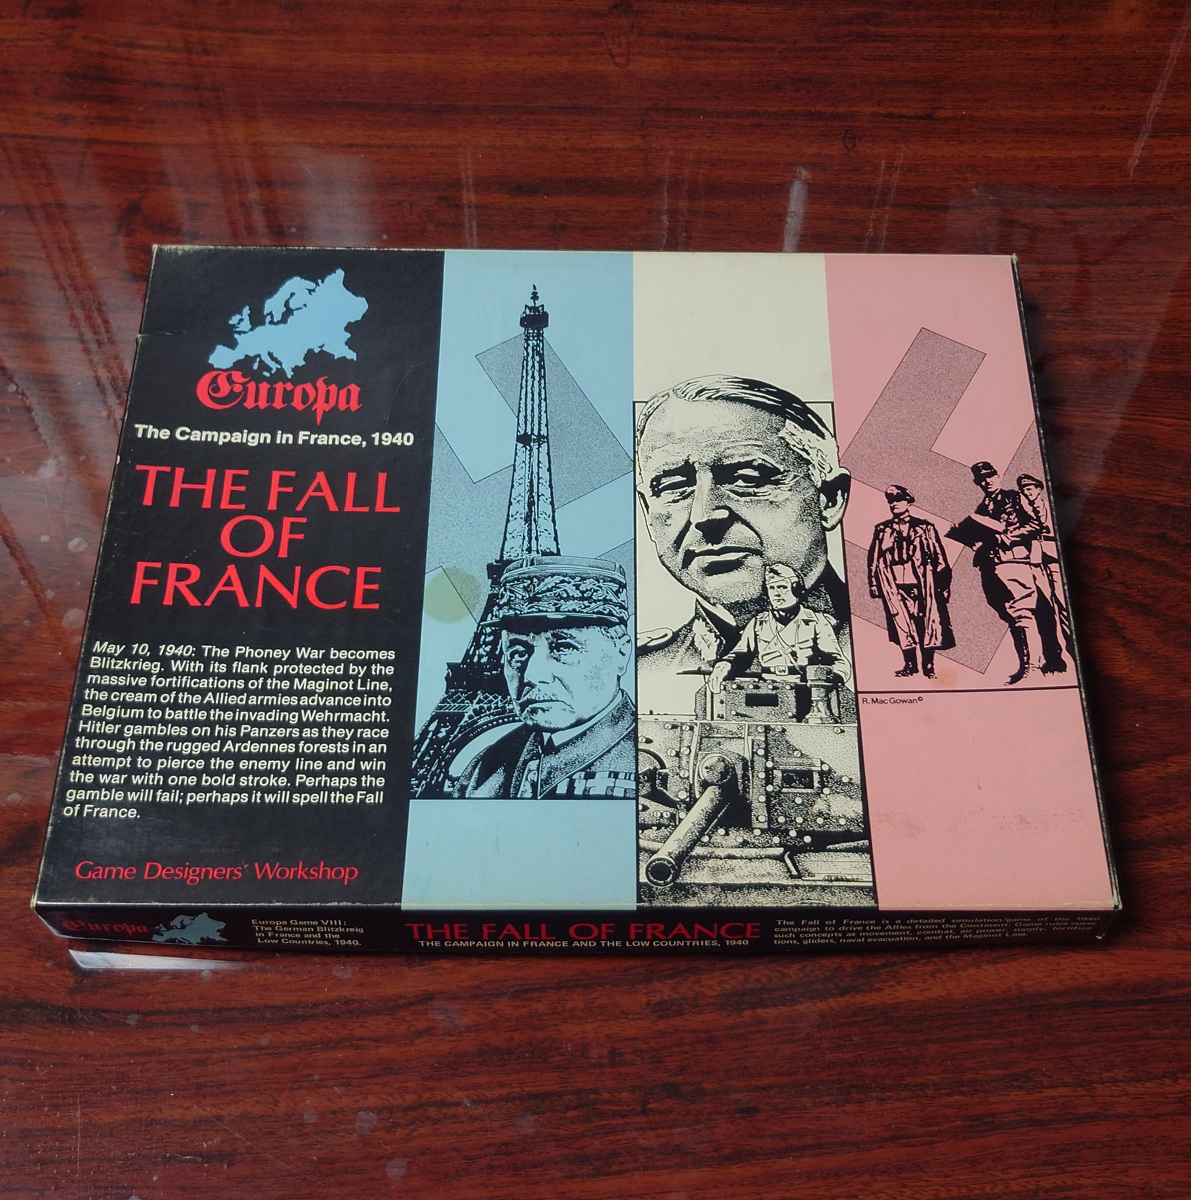 Europa
The Campaign in France, 1940
THE FALL
OF
FRANCE
May 10, 1940: The Phoney War becomes
Blitzkrieg. With its flank protected by the
massive fortifications of the Maginot Line,
the cream of the Allied armies advance into
Belgium to battle the invading Wehrmacht.
Hitler gambles on his Panzers as they race
through the rugged Ardennes forests in an
attempt to pierce the enemy line and win
the war with one bold stroke. Perhaps the
gamble will fail; perhaps it will spell the Fall
of France.
Game Designers' Workshop
R. Mac Gowan©
Europa
Europa Game VIII:
The German Blitzkreig
in France and the
Low Countries, 1940.
THE FALL OF FRANCE
THE CAMPAIGN IN FRANCE AND THE LOW COUNTRIES, 1940
The Fall of France is a detailed simulation/game of the 1940
campaign to drive the Allies from the Continent. Game rules cover
such concepts as movement, combat, air power, supply, fortifica-
tions, gliders, naval evacuation, and the Maginot Line.